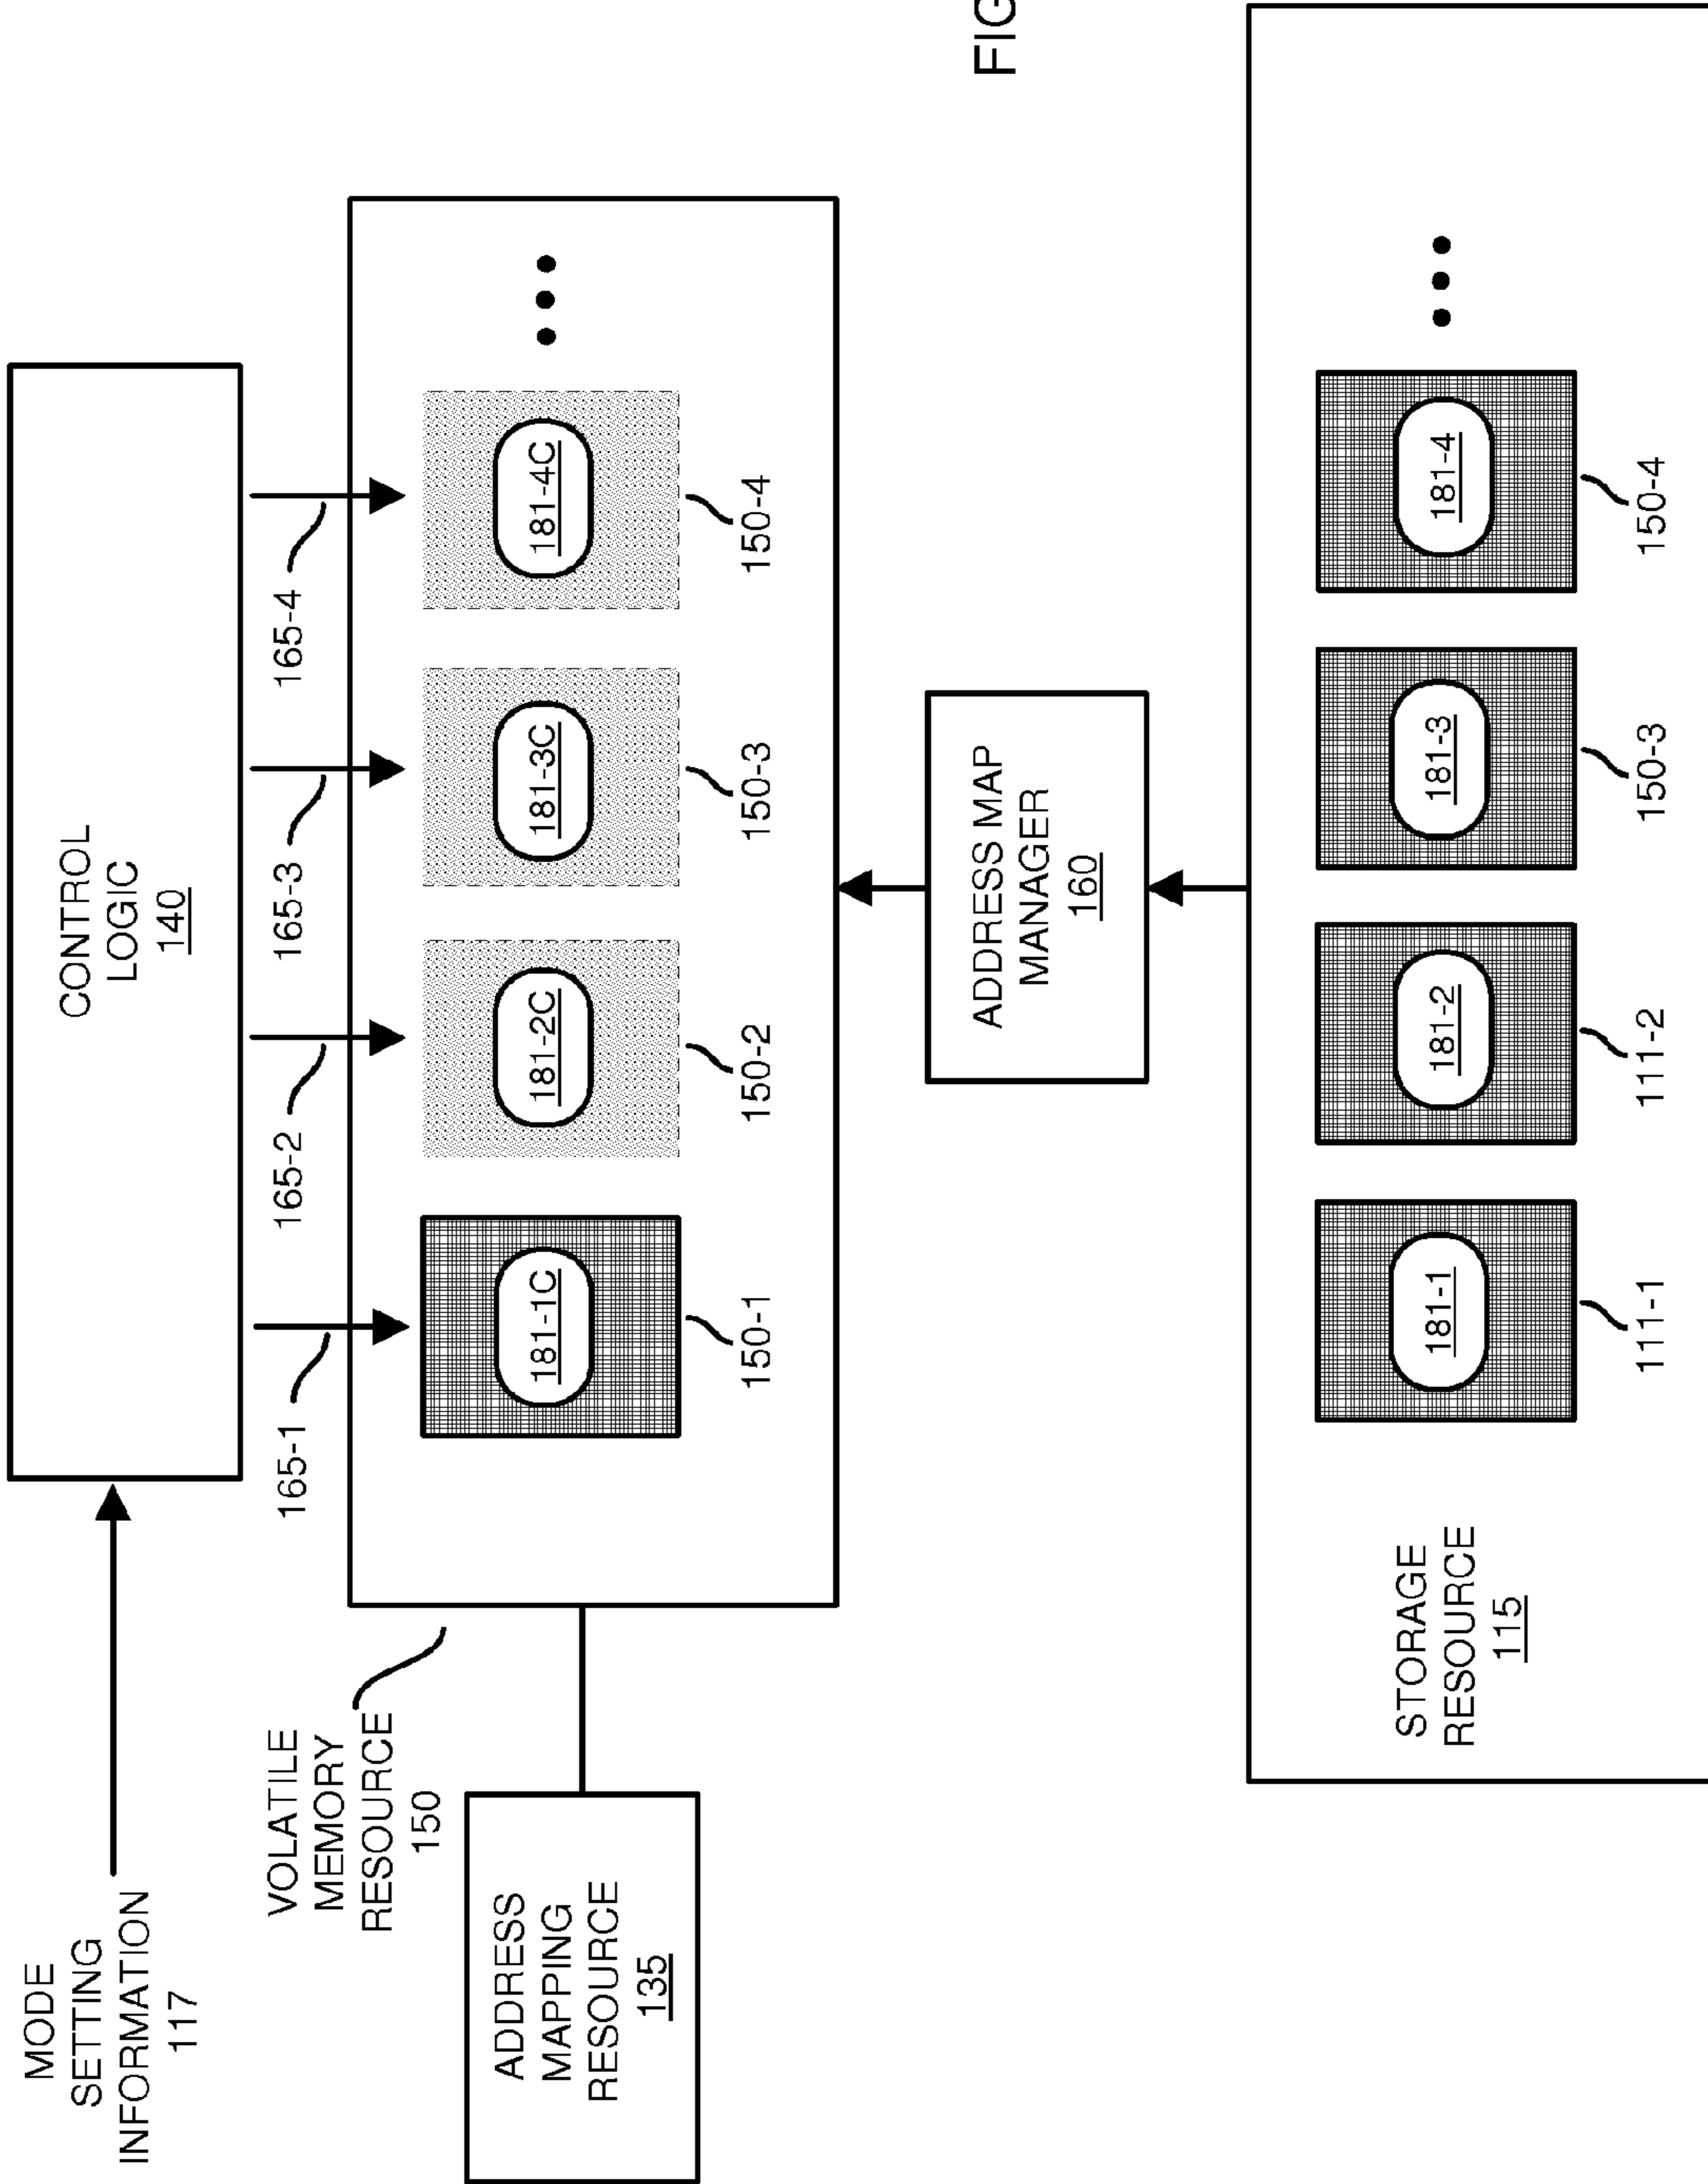 MODE
SETTING
INFORMATION
117
CONTROL
LOGIC
140
165-1
165-2
165-3
165-4
VOLATILE
MEMORY
RESOURCE
150
181-1C
181-2C
181-3C
181-4C
150-1
150-2
150-3
150-4
ADDRESS
MAPPING
RESOURCE
135
ADDRESS MAP
MANAGER
160
FIG
STORAGE
RESOURCE
115
181-1
181-2
181-3
181-4
111-1
111-2
150-3
150-4